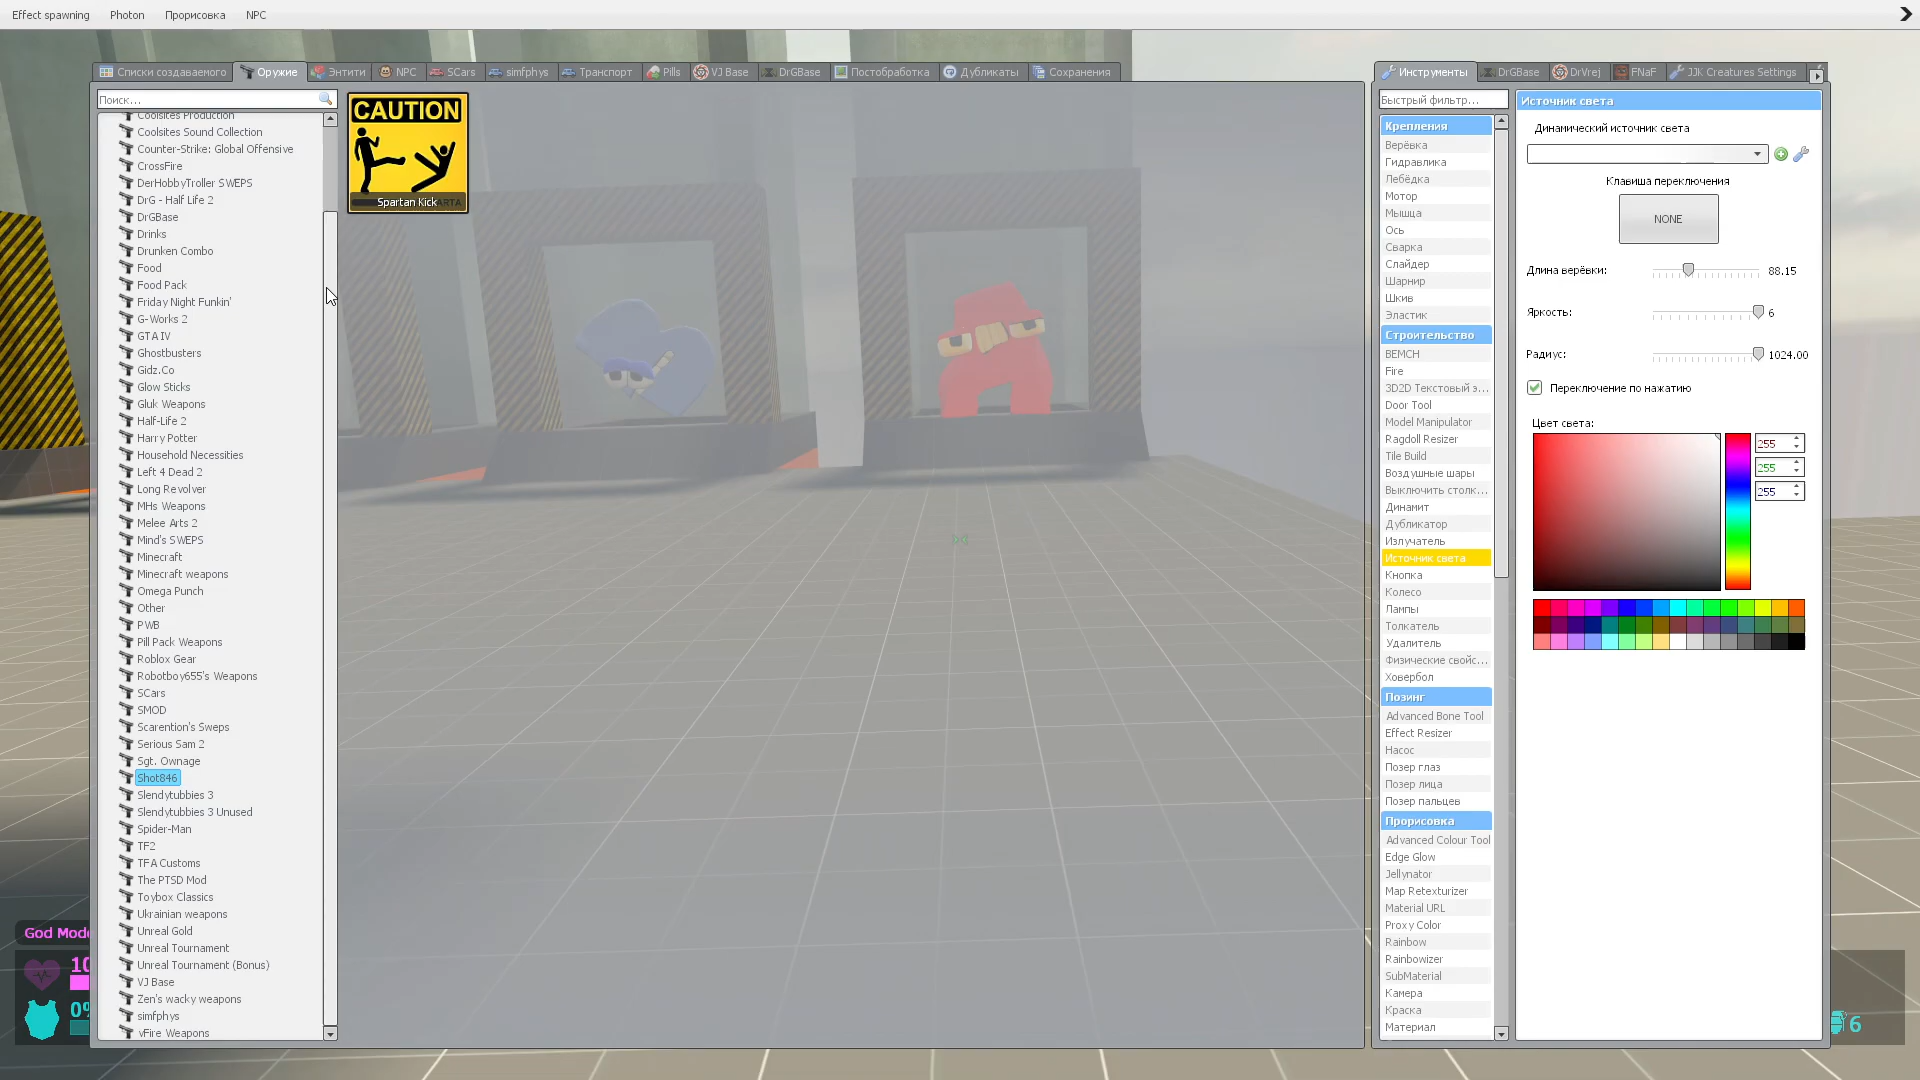 Effect spawning Photon Прорисовка NPC
Списки создаваемого Оружие Энтити NPC SCars simfphys Транспорт Pills VJ Base DrGBase Постобработка Дубликаты Сохранения
Поиск...
Coolsites Production
Coolsites Sound Collection
Counter-Strike: Global Offensive
CrossFire
DerHobbyTroller SWEPS
DrG - Half Life 2
DrGBase
Drinks
Drunken Combo
Food
Food Pack
Friday Night Funkin'
G-Works 2
GTA IV
Ghostbusters
Gidz.Co
Glow Sticks
Gluk Weapons
Half-Life 2
Harry Potter
Household Necessities
Left 4 Dead 2
Long Revolver
MHs Weapons
Melee Arts 2
Mind's SWEPS
Minecraft
Minecraft weapons
Omega Punch
Other
PWB
Pill Pack Weapons
Roblox Gear
Robotboy655's Weapons
SCars
SMOD
Scarention's Sweps
Serious Sam 2
Sgt. Ownage
Shot846
Slendytubbies 3
Slendytubbies 3 Unused
Spider-Man
TF2
TFA Customs
The PTSD Mod
Toybox Classics
Ukrainian weapons
Unreal Gold
Unreal Tournament
Unreal Tournament (Bonus)
VJ Base
Zen's wacky weapons
simfphys
vFire Weapons
CAUTION
Spartan Kick
God Mode
10
0%
Инструменты DrGBase DrVrej FNaF JJK Creatures Settings
Быстрый фильтр...
Крепления
Верёвка
Гидравлика
Лебёдка
Мотор
Мышца
Ось
Сварка
Слайдер
Шарнир
Шкив
Эластик
Строительство
BEMCH
Fire
3D2D Текстовый э...
Door Tool
Model Manipulator
Ragdoll Resizer
Tile Build
Воздушные шары
Выключить столк...
Динамит
Дубликатор
Излучатель
Источник света
Кнопка
Колесо
Лампы
Толкатель
Удалитель
Физические свойс...
Ховербол
Позинг
Advanced Bone Tool
Effect Resizer
Насос
Позер глаз
Позер лица
Позер пальцев
Прорисовка
Advanced Colour Tool
Edge Glow
Jellynator
Map Retexturizer
Material URL
Proxy Color
Rainbow
Rainbowizer
SubMaterial
Камера
Краска
Материал
Источник света
Динамический источник света
Клавиша переключения
NONE
Длина верёвки: 88.15
Яркость: 6
Радиус: 1024.00
Переключение по нажатию
Цвет света:
255
255
255
6